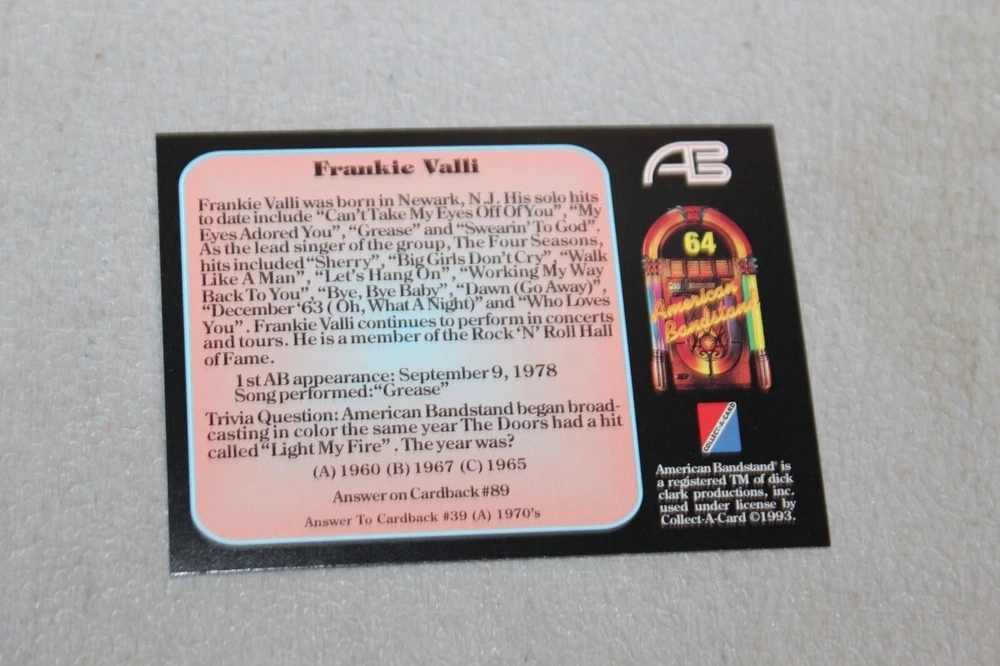 Frankie Valli
Frankie Valli was born in Newark, N.J. His solo hits
to date include "Can't Take My Eyes Off Of You", "My
Eyes Adored You", "Grease" and "Swearin' To God".
As the lead singer of the group, The Four Seasons,
hits included "Sherry", "Big Girls Don't Cry", "Walk
Like A Man", "Let's Hang On", "Working My Way
Back To You", "Bye, Bye Baby", "Dawn (Go Away)",
"December '63 ( Oh, What A Night)" and "Who Loves
You". Frankie Valli continues to perform in concerts
and tours. He is a member of the Rock 'N' Roll Hall
of Fame.
1st AB appearance: September 9, 1978
Song performed: "Grease"
Trivia Question: American Bandstand began broad-
casting in color the same year The Doors had a hit
called "Light My Fire". The year was?
(A) 1960 (B) 1967 (C) 1965
Answer on Cardback #89
Answer To Cardback #39 (A) 1970's
AB
64
American
Bandstand
COLLECT-A-CARD
American Bandstand® is
a registered TM of dick
clark productions, inc.
used under license by
Collect-A-Card ©1993.